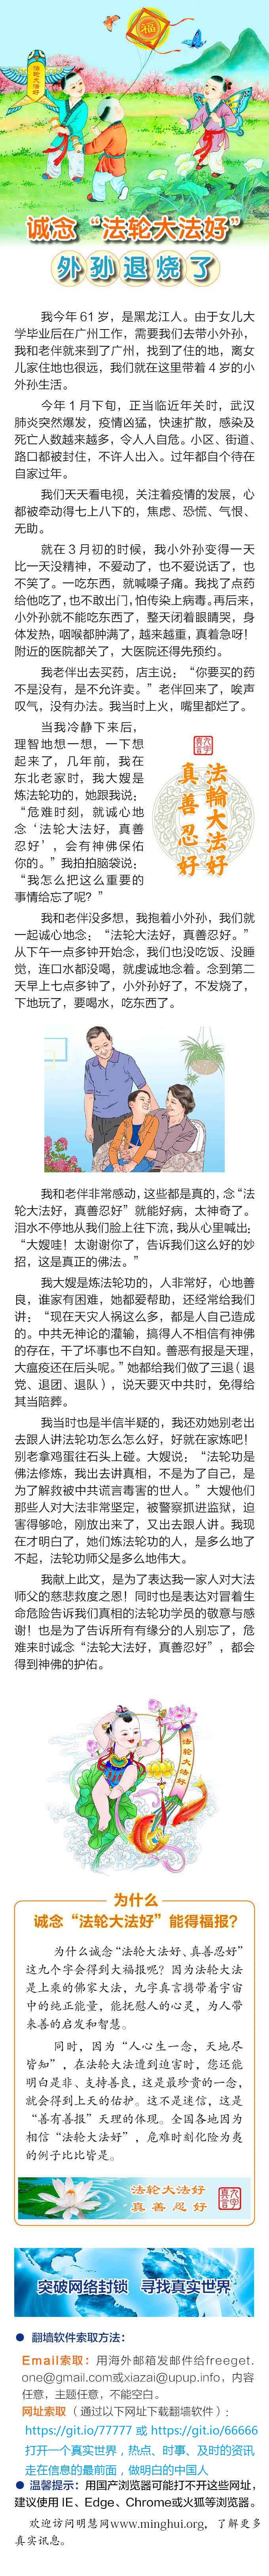 福
法轮大法好
诚念“法轮大法好”
外孙退烧了
我今年61岁，是黑龙江人。由于女儿大
学毕业后在广州工作，需要我们去带小外孙，
我和老伴就来到了广州，找到了住的地，离女
儿家住地也很远，我们就在这里带着4岁的小
外孙生活。
今年1月下旬，正当临近年关时，武汉
肺炎突然爆发，疫情凶猛，快速扩散，感染及
死亡人数越来越多，令人人自危。小区、街道、
路口都被封住，不许人出入。过年都自个待在
自家过年。
我们天天看电视，关注着疫情的发展，心
都被牵动得七上八下的，焦虑、恐慌、气恨、
无助。
就在3月初的时候，我小外孙变得一天
比一天没精神，不爱动了，也不爱说话了，也
不笑了。一吃东西，就喊嗓子痛。我找了点药
给他吃了，也不敢出门，怕传染上病毒。再后来，
小外孙就不能吃东西了，整天闭着眼睛哭，身
体发热，咽喉都肿满了，越来越重，真着急呀！
附近的医院都关了，大医院还得先预约。
我老伴出去买药，店主说：“你要买的药
不是没有，是不允许卖。”老伴回来了，唉声
叹气，没有办法。我当时上火，嘴里都烂了。
当我冷静下来后，
理智地想一想，一下想
起来了，几年前，我在
东北老家时，我大嫂是
炼法轮功的，她跟我说：
“危难时刻，就诚心地
念‘法轮大法好，真善
忍好’，会有神佛保佑
你的。”我拍拍脑袋说：
“我怎么把这么重要的
事情给忘了呢？”
九字真言
法輪大法好
真善忍好
我和老伴没多想，我抱着小外孙，我们就
一起诚心地念：“法轮大法好，真善忍好。”
从下午一点多钟开始念，我们也没吃饭、没睡
觉，连口水都没喝，就虔诚地念着。念到第二
天早上七点多钟了，小外孙好了，不发烧了，
下地玩了，要喝水，吃东西了。
我和老伴非常感动，这些都是真的，念“法
轮大法好，真善忍好”就能好病，太神奇了。
泪水不停地从我们脸上往下流，我从心里喊出：
“大嫂哇！太谢谢你了，告诉我们这么好的妙
招，这是真正的佛法。”
我大嫂是炼法轮功的，人非常好，心地善
良，谁家有困难，她都爱帮助，还经常给我们
讲：“现在天灾人祸这么多，都是人自己造成
的。中共无神论的灌输，搞得人不相信有神佛
的存在，干了坏事也不自知。善恶有报是天理，
大瘟疫还在后头呢。”她都给我们做了三退（退
党、退团、退队），说天要灭中共时，免得给
其当陪葬。
我当时也是半信半疑的，我还劝她别老出
去跟人讲法轮功怎么怎么好，好就在家炼吧！
别老拿鸡蛋往石头上碰。大嫂说：“法轮功是
佛法修炼，我出去讲真相，不是为了自己，是
为了解救被中共谎言毒害的世人。”大嫂他们
那些人对大法非常坚定，被警察抓进监狱，迫
害得够呛，刚放出来了，又出去跟人讲。我现
在才明白了，她们炼法轮功的人，是多么地了
不起，法轮功师父是多么地伟大。
我献上此文，是为了表达我一家人对大法
师父的慈悲救度之恩！同时也是表达对冒着生
命危险告诉我们真相的法轮功学员的敬意与感
谢！也是为了告诉所有有缘分的人别忘了，危
难来时诚念“法轮大法好，真善忍好”，都会
得到神佛的护佑。
法轮大法好
为什么
诚念“法轮大法好”能得福报？
为什么诚念“法轮大法好、真善忍好”
这九个字会得到大福报呢？因为法轮大法
是上乘的佛家大法，九字真言携带着宇宙
中的纯正能量，能抚慰人的心灵，为人带
来善的启发和智慧。
同时，因为“人心生一念，天地尽
皆知”，在法轮大法遭到迫害时，您还能
明白是非、支持善良，这是最珍贵的一念，
就会得到上天的佑护。这不是迷信，这是
“善有善报”天理的体现。全国各地因为
相信“法轮大法好”，危难时刻化险为夷
的例子比比皆是。
法轮大法好
真善忍好
九字真言
突破网络封锁 寻找真实世界
● 翻墙软件索取方法：
Email索取：用海外邮箱发邮件给freeget.
one@gmail.com或xiazai@upup.info，内容
任意，主题任意，不能空白。
网址索取（通过以下网址下载翻墙软件）：
https://git.io/77777 或 https://git.io/66666
打开一个真实世界，热点、时事、及时的资讯
走在信息的最前面，做明白的中国人
● 温馨提示：用国产浏览器可能打不开这些网址，
建议使用 IE、Edge、Chrome或火狐等浏览器。
欢迎访问明慧网www.minghui.org，了解更多
真实讯息。